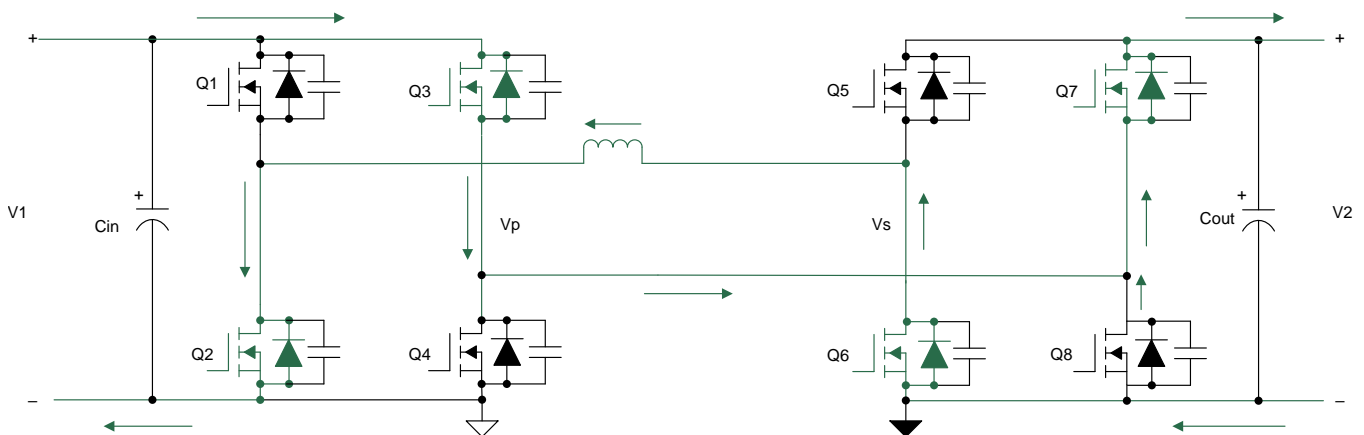 +
+
Q1
Q3
Q5
Q7
+
+
V1
Cin
Vp
Vs
Cout
V2
Q2
Q4
Q6
Q8
–
–